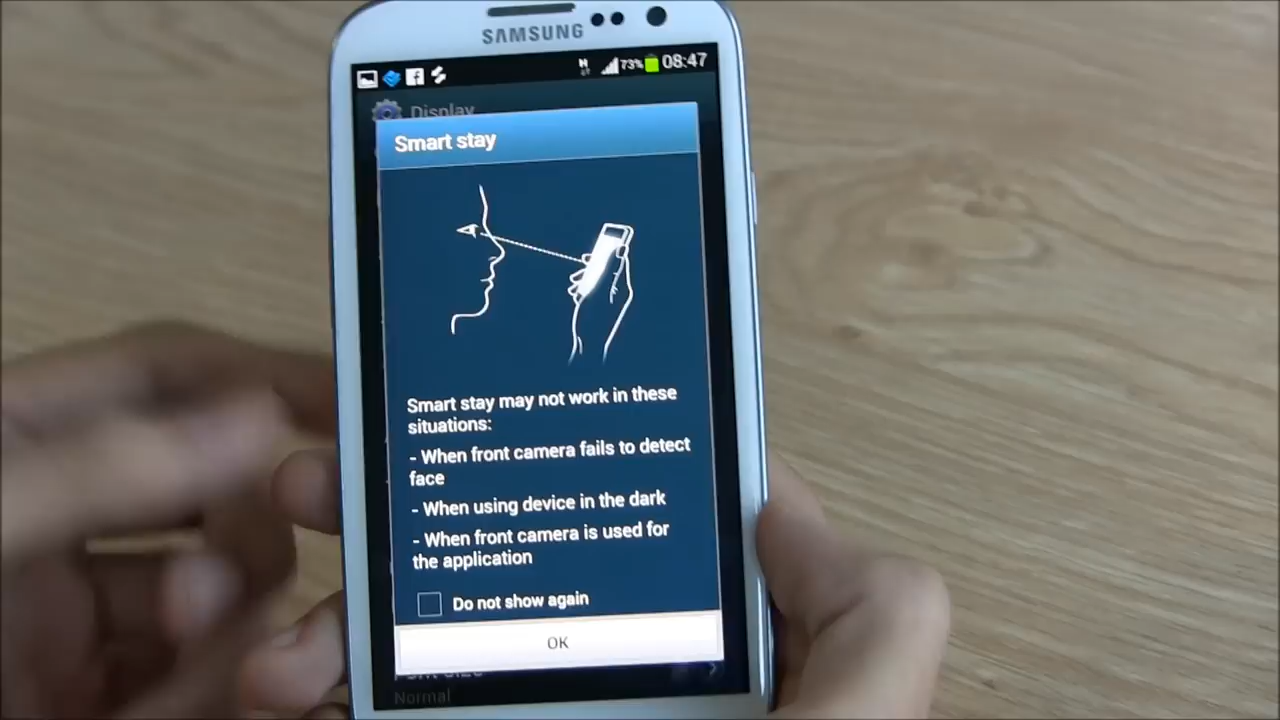 SAMSUNG
73% 08:47
Display
Smart stay
Smart stay may not work in these
situations:
- When front camera fails to detect
face
- When using device in the dark
- When front camera is used for
the application
Do not show again
OK
Font size
Normal